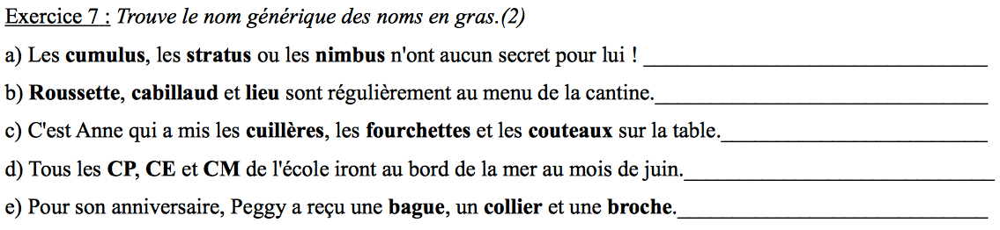 Exercice 7 : Trouve le nom générique des noms en gras.(2)
a) Les cumulus, les stratus ou les nimbus n'ont aucun secret pour lui ! _______________________________
b) Roussette, cabillaud et lieu sont régulièrement au menu de la cantine.______________________________
c) C'est Anne qui a mis les cuillères, les fourchettes et les couteaux sur la table.________________________
d) Tous les CP, CE et CM de l'école iront au bord de la mer au mois de juin.____________________________
e) Pour son anniversaire, Peggy a reçu une bague, un collier et une broche.____________________________